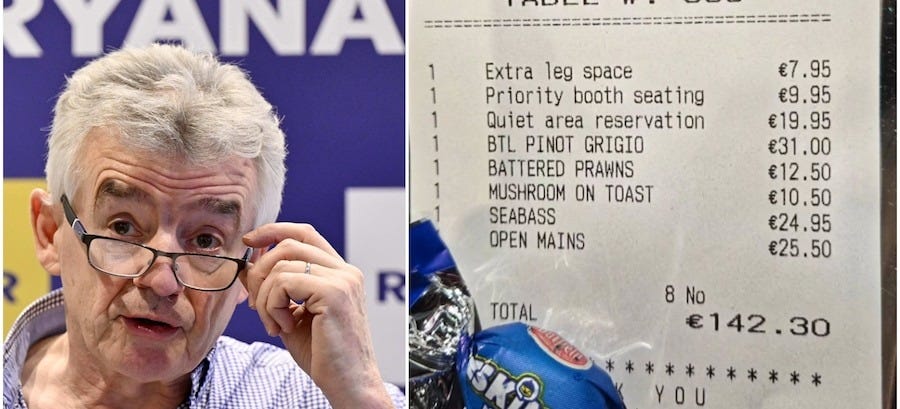 RYANA
R
R
TABLE
1 Extra leg space €7.95
1 Priority booth seating €9.95
1 Quiet area reservation €19.95
1 BTL PINOT GRIGIO €31.00
1 BATTERED PRAWNS €12.50
1 MUSHROOM ON TOAST €10.50
1 SEABASS €24.95
OPEN MAINS €25.50
8 No
TOTAL €142.30
* * * * * * * * * * *
K YOU